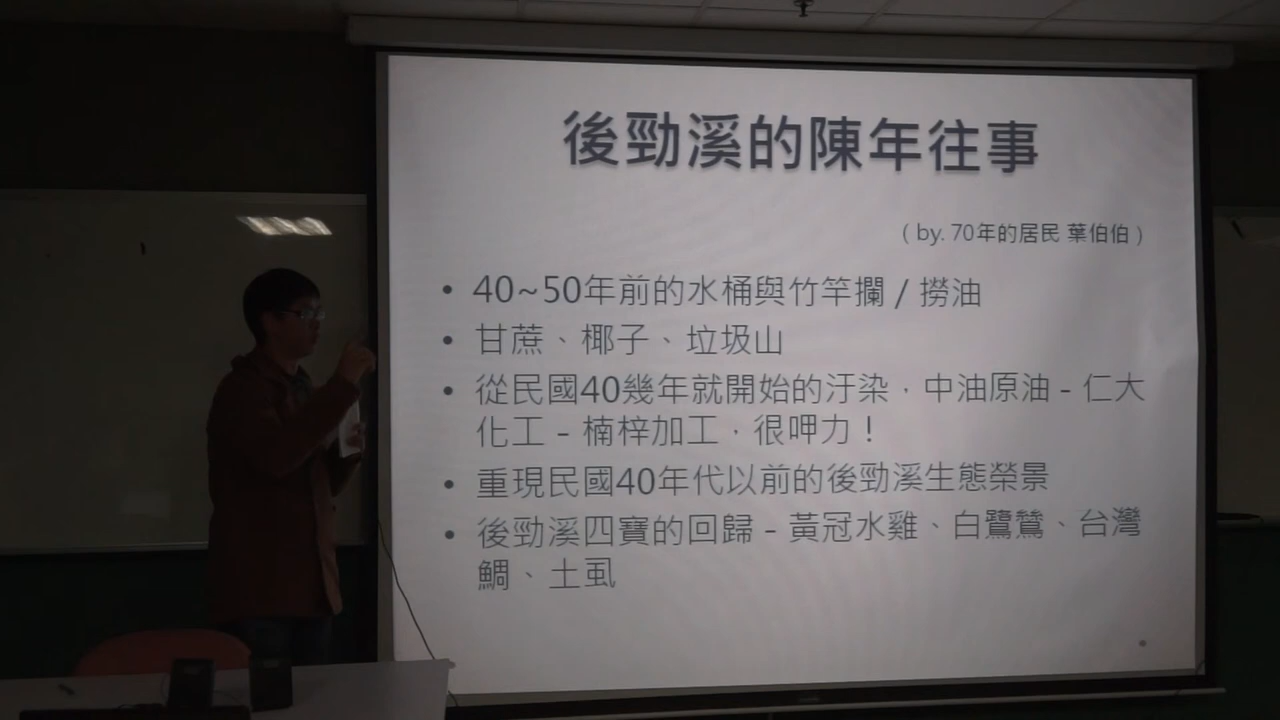 後勁溪的陳年往事
( by. 70年的居民 葉伯伯 )
• 40~50年前的水桶與竹竿攔 / 撈油
• 甘蔗、椰子、垃圾山
• 從民國40幾年就開始的汙染，中油原油 – 仁大
化工 – 楠梓加工，很呷力！
• 重現民國40年代以前的後勁溪生態榮景
• 後勁溪四寶的回歸 – 黃冠水雞、白鷺鷥、台灣
鯛、土虱